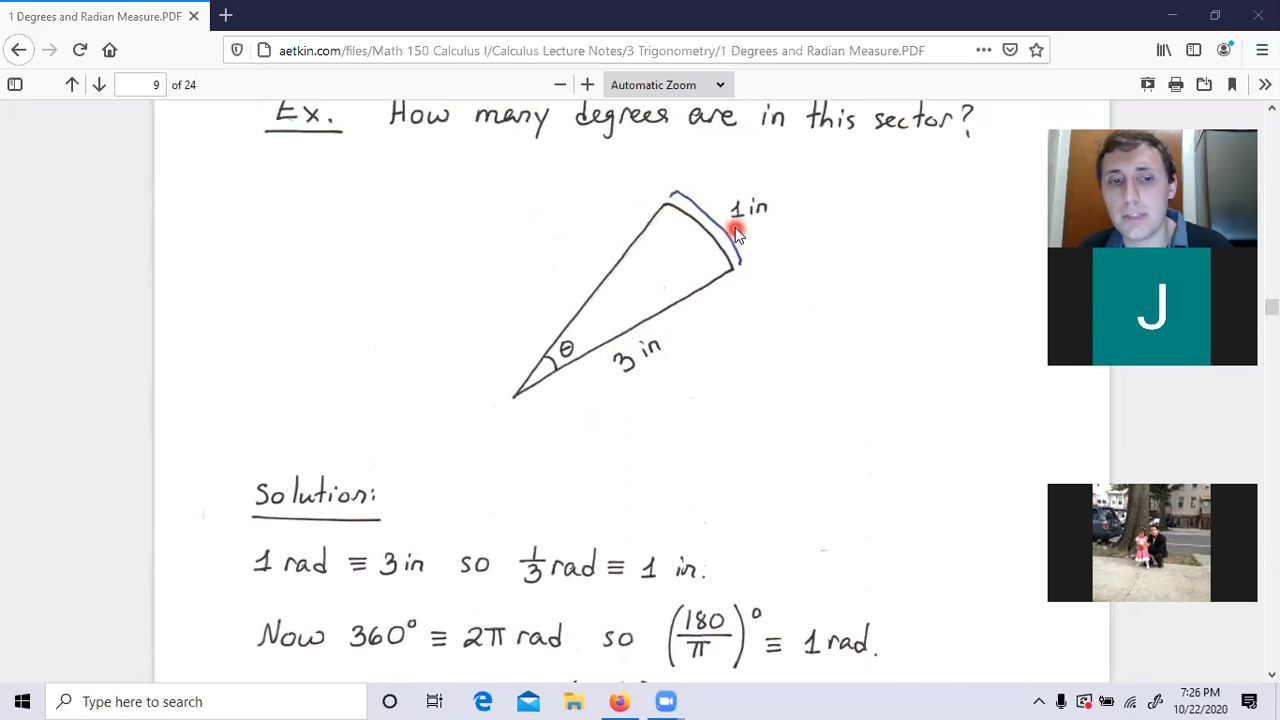 1 Degrees and Radian Measure.PDF
aetkin.com/files/Math 150 Calculus I/Calculus Lecture Notes/3 Trigonometry/1 Degrees and Radian Measure.PDF
9 of 24
Automatic Zoom
Ex. How many degrees are in this sector?
1 in
θ
3 in
J
Solution:
1 rad ≡ 3 in so 1/3 rad ≡ 1 in.
Now 360° ≡ 2π rad so (180/π)° ≡ 1 rad.
Type here to search
7:26 PM
10/22/2020